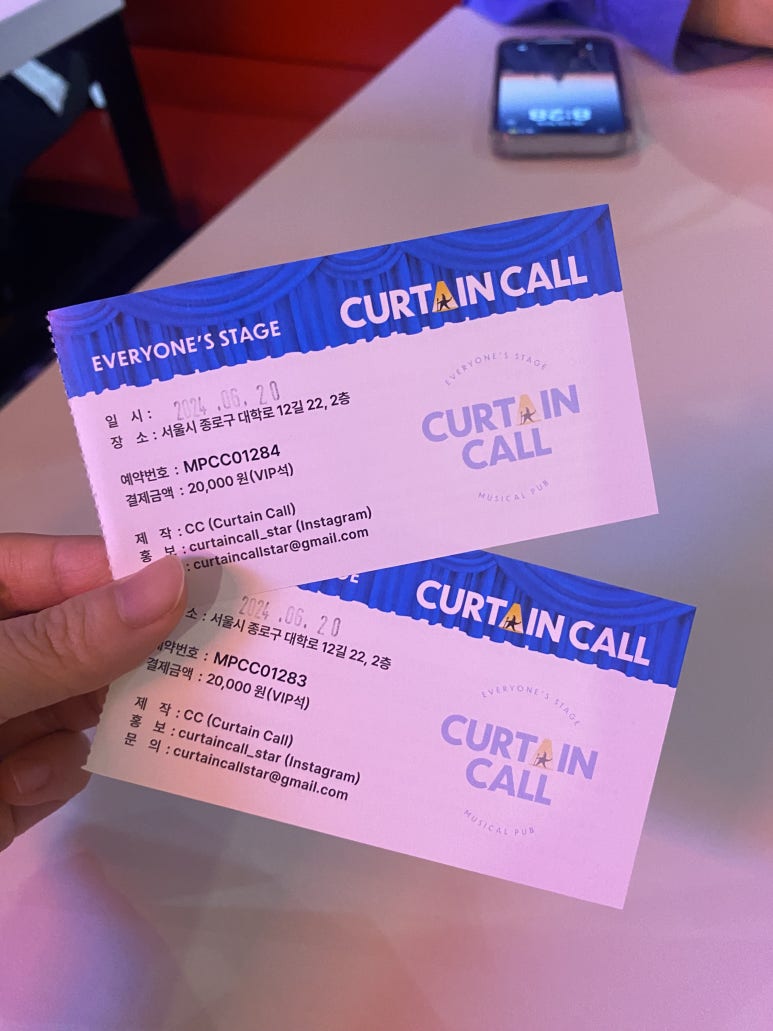 8:28
EVERYONE'S STAGE
CURTAIN CALL
일 시 : 2024.06.20
장 소 : 서울시 종로구 대학로 12길 22, 2층
예약번호 : MPCC01284
결제금액 : 20,000 원(VIP석)
제 작 : CC (Curtain Call)
홍 보 : curtaincall_star (Instagram)
: curtaincallstar@gmail.com
EVERYONE'S STAGE
CURTAIN
CALL
MUSICAL PUB
CURTAIN CALL
2024.06.20
소 : 서울시 종로구 대학로 12길 22, 2층
예약번호 : MPCC01283
결제금액 : 20,000 원(VIP석)
제 작 : CC (Curtain Call)
홍 보 : curtaincall_star (Instagram)
문 의 : curtaincallstar@gmail.com
EVERYONE'S STAGE
CURTAIN
CALL
MUSICAL PUB